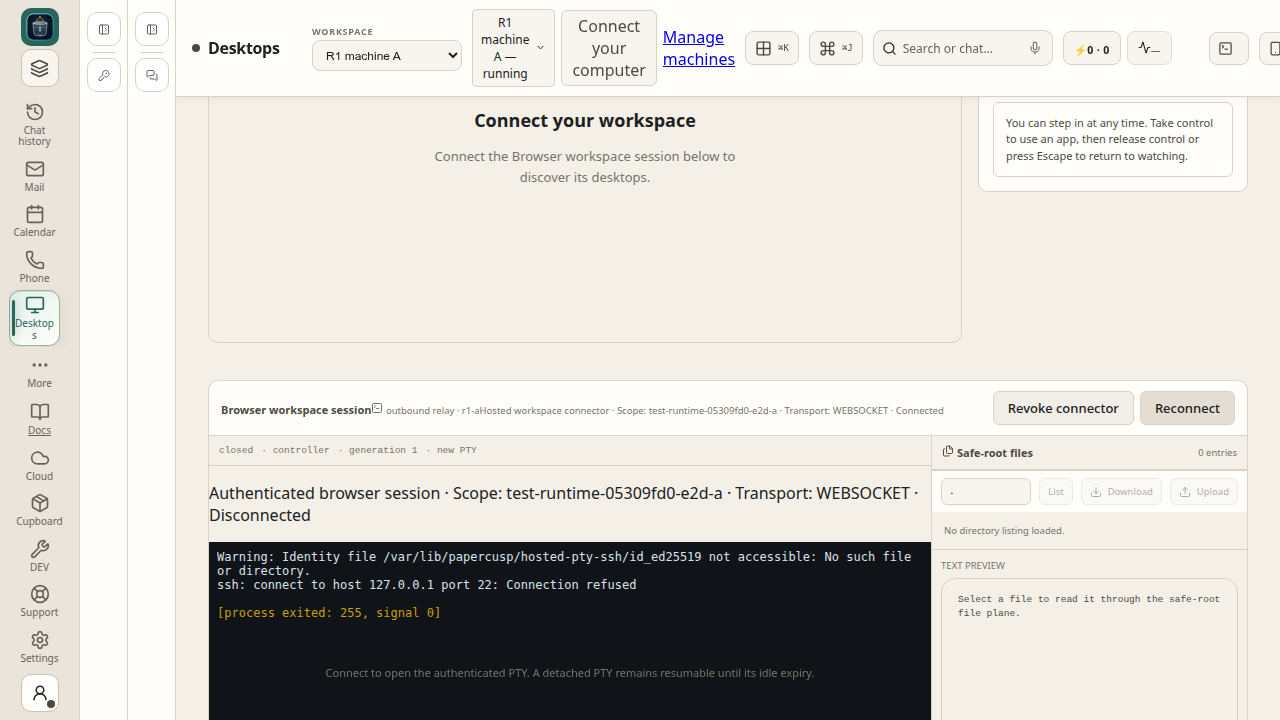 Chat
history
Mail
Calendar
Phone
Desktop
s
More
Docs
Cloud
Cupboard
DEV
Support
Settings
Desktops
WORKSPACE
R1 machine A
R1
machine
A —
running
Connect
your
computer
Manage
machines
⌘K
⌘J
Search or chat...
⚡0 · 0
—
Connect your workspace
Connect the Browser workspace session below to
discover its desktops.
You can step in at any time. Take control
to use an app, then release control or
press Escape to return to watching.
Browser workspace session outbound relay · r1-aHosted workspace connector · Scope: test-runtime-05309fd0-e2d-a · Transport: WEBSOCKET · Connected
Revoke connector
Reconnect
closed · controller · generation 1 · new PTY
Authenticated browser session · Scope: test-runtime-05309fd0-e2d-a · Transport: WEBSOCKET ·
Disconnected
Warning: Identity file /var/lib/papercusp/hosted-pty-ssh/id_ed25519 not accessible: No such file
or directory.
ssh: connect to host 127.0.0.1 port 22: Connection refused
[process exited: 255, signal 0]
Connect to open the authenticated PTY. A detached PTY remains resumable until its idle expiry.
Safe-root files
0 entries
.
List
Download
Upload
No directory listing loaded.
TEXT PREVIEW
Select a file to read it through the safe-root
file plane.